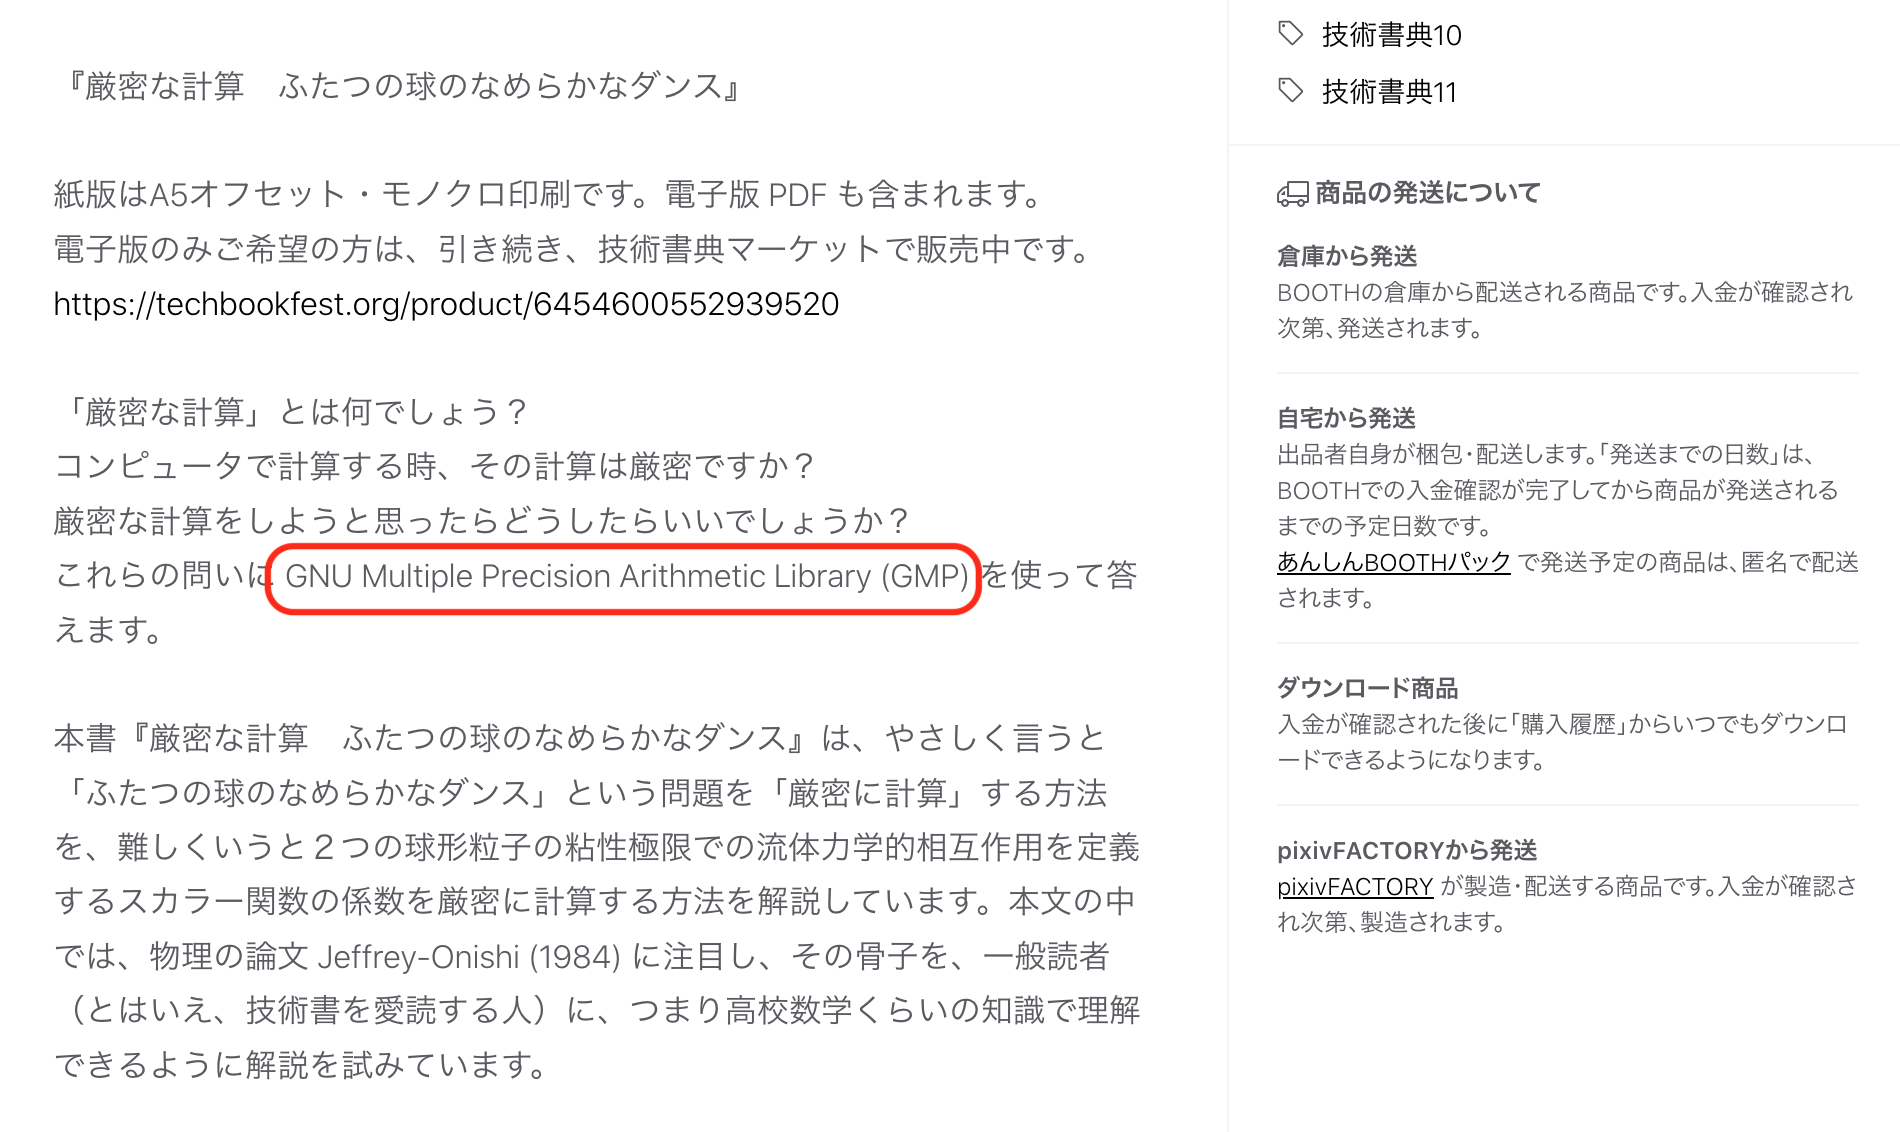 『厳密な計算　ふたつの球のなめらかなダンス』
紙版はA5オフセット・モノクロ印刷です。電子版 PDF も含まれます。
電子版のみご希望の方は、引き続き、技術書典マーケットで販売中です。
https://techbookfest.org/product/6454600552939520
「厳密な計算」とは何でしょう？
コンピュータで計算する時、その計算は厳密ですか？
厳密な計算をしようと思ったらどうしたらいいでしょうか？
これらの問いに GNU Multiple Precision Arithmetic Library (GMP) を使って答
えます。
本書『厳密な計算　ふたつの球のなめらかなダンス』は、やさしく言うと
「ふたつの球のなめらかなダンス」という問題を「厳密に計算」する方法
を、難しくいうと２つの球形粒子の粘性極限での流体力学的相互作用を定義
するスカラー関数の係数を厳密に計算する方法を解説しています。本文の中
では、物理の論文 Jeffrey-Onishi (1984) に注目し、その骨子を、一般読者
（とはいえ、技術書を愛読する人）に、つまり高校数学くらいの知識で理解
できるように解説を試みています。
技術書典10
技術書典11
商品の発送について
倉庫から発送
BOOTHの倉庫から配送される商品です。入金が確認され
次第、発送されます。
自宅から発送
出品者自身が梱包・配送します。「発送までの日数」は、
BOOTHでの入金確認が完了してから商品が発送される
までの予定日数です。
あんしんBOOTHパック で発送予定の商品は、匿名で配送
されます。
ダウンロード商品
入金が確認された後に「購入履歴」からいつでもダウンロ
ードできるようになります。
pixivFACTORYから発送
pixivFACTORY が製造・配送する商品です。入金が確認さ
れ次第、製造されます。